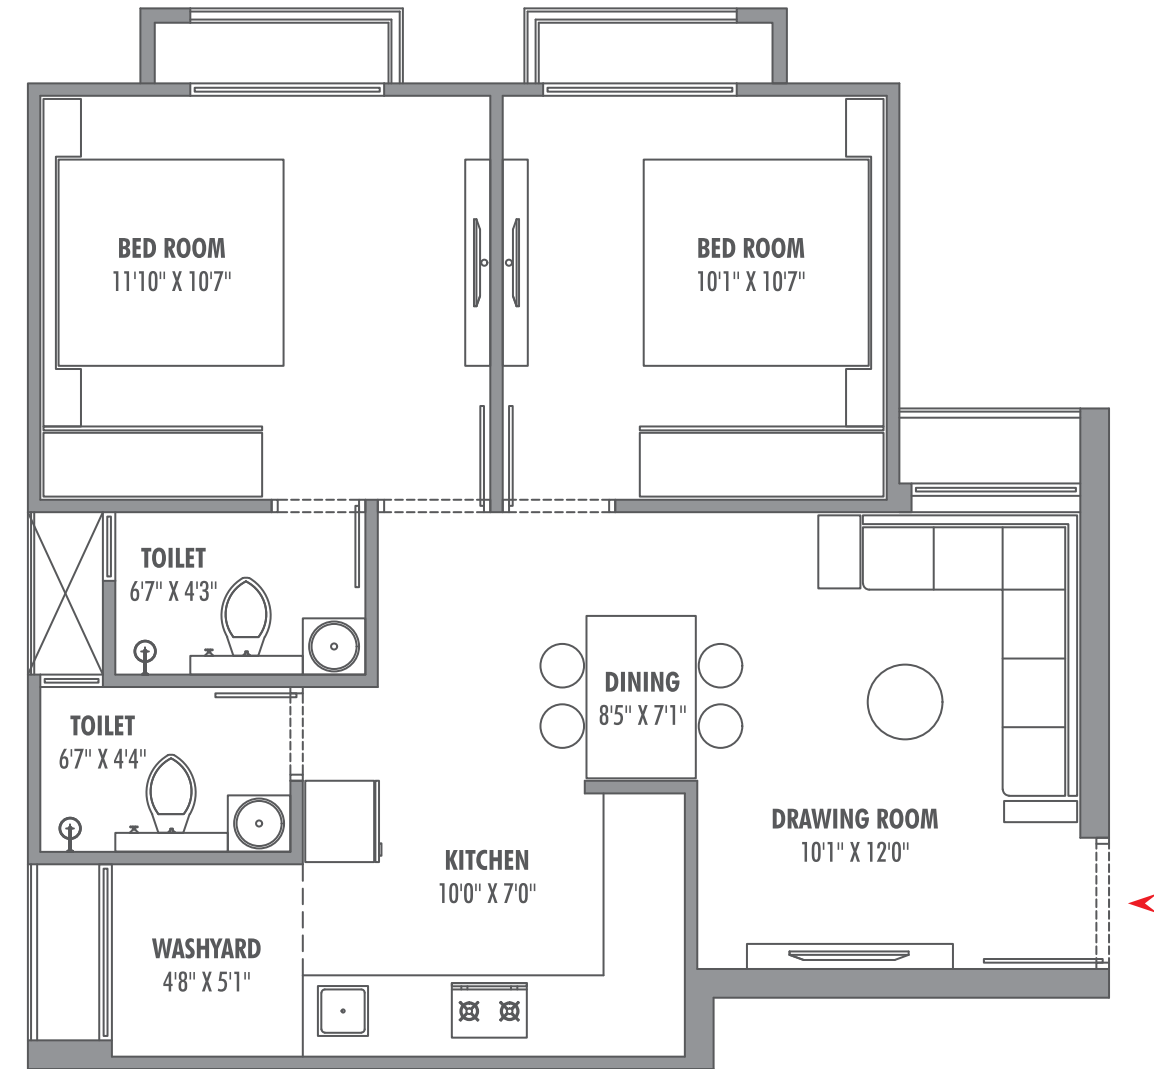 BED ROOM
11'10" X 10'7"
BED ROOM
10'1" X 10'7"
TOILET
6'7" X 4'3"
DINING
8'5" X 7'1"
TOILET
6'7" X 4'4"
DRAWING ROOM
10'1" X 12'0"
KITCHEN
10'0" X 7'0"
WASHYARD
4'8" X 5'1"